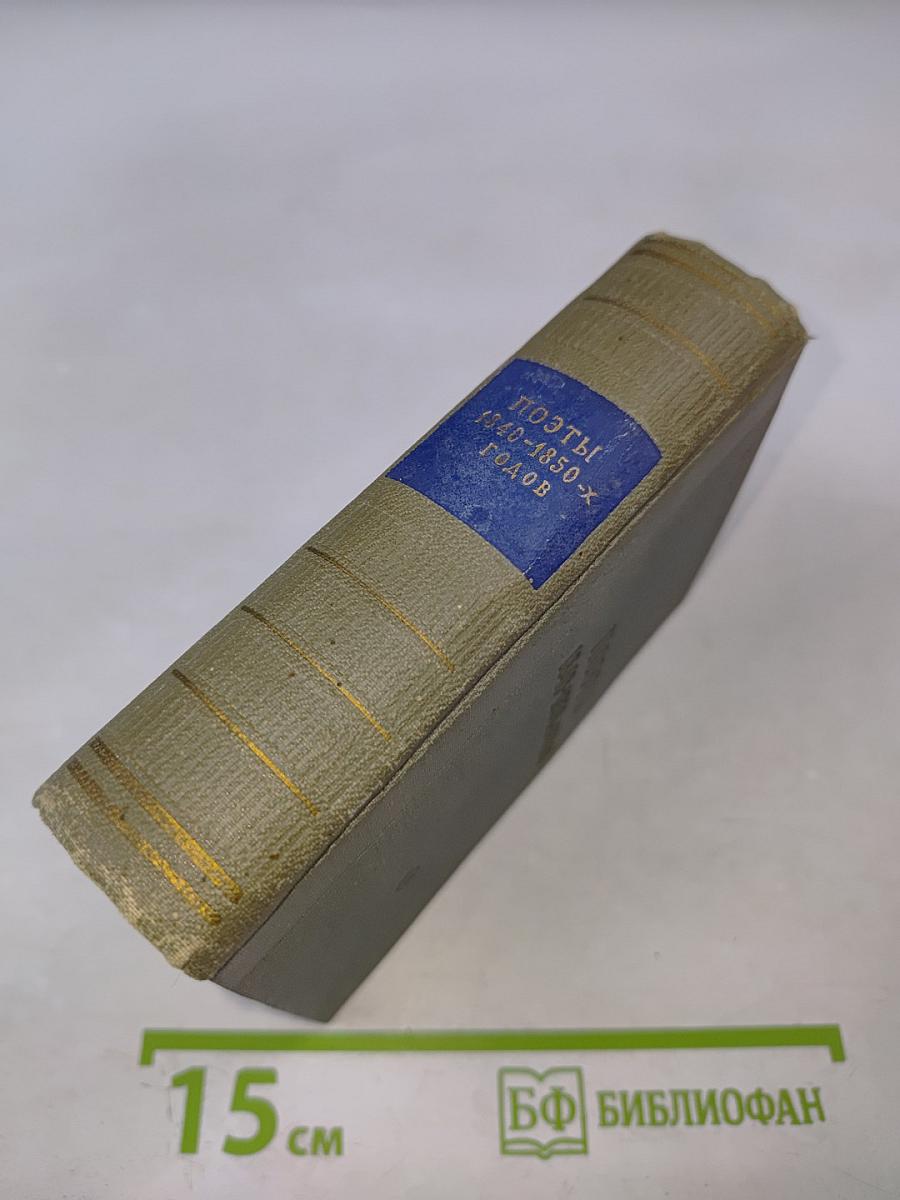 ПОЭТЫ
1840-1850-х
ГОДОВ
15 см
БФ БИБЛИОФАН